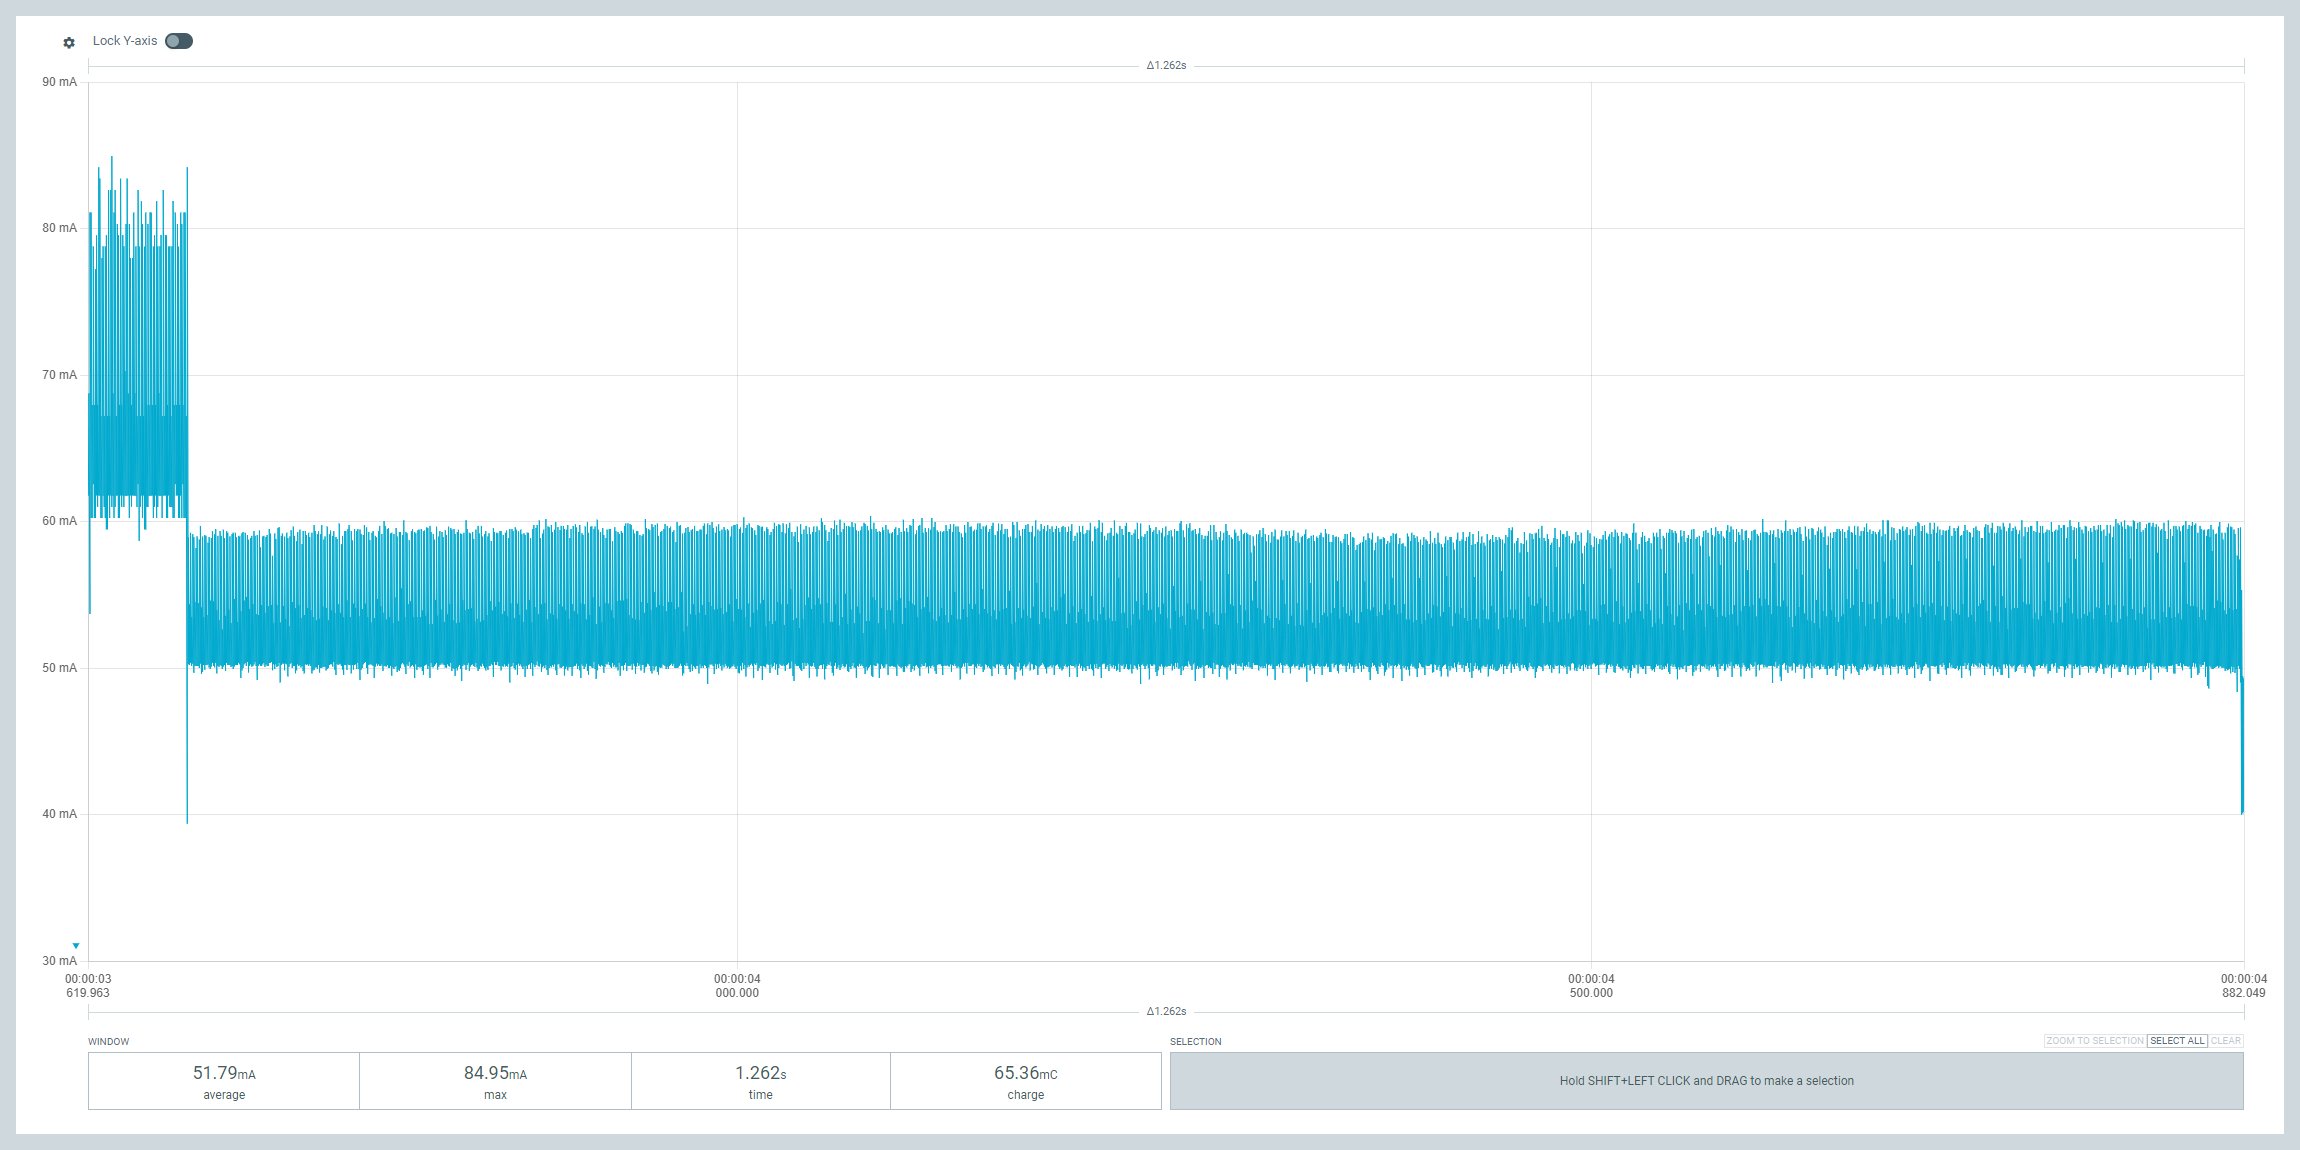 Lock Y-axis
Δ1.262s
90 mA
80 mA
70 mA
60 mA
50 mA
40 mA
30 mA
00:00:03 00:00:04 00:00:04 00:00:04
619.963 000.000 500.000 882.049
Δ1.262s
WINDOW SELECTION ZOOM TO SELECTION SELECT ALL CLEAR
51.79mA 84.95mA 1.262s 65.36mC
average max time charge
Hold SHIFT+LEFT CLICK and DRAG to make a selection